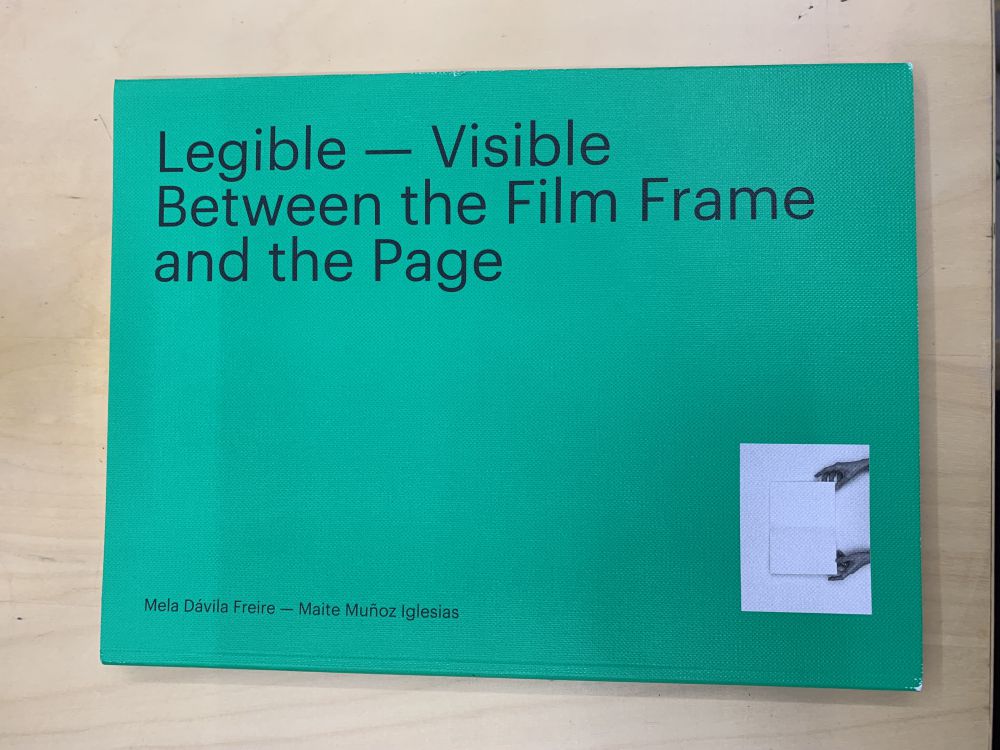 Legible — Visible
Between the Film Frame
and the Page
Mela Dávila Freire — Maite Muñoz Iglesias